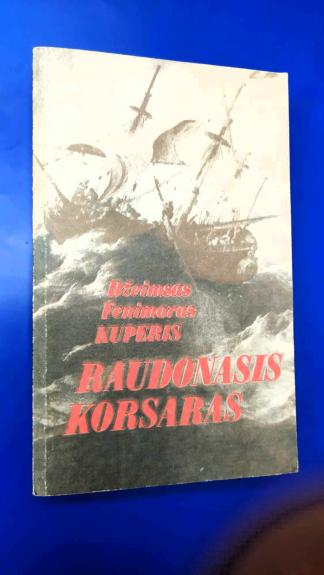 Džeimsas
Fenimoras
KUPERIS
RAUDONASIS
KORSARAS